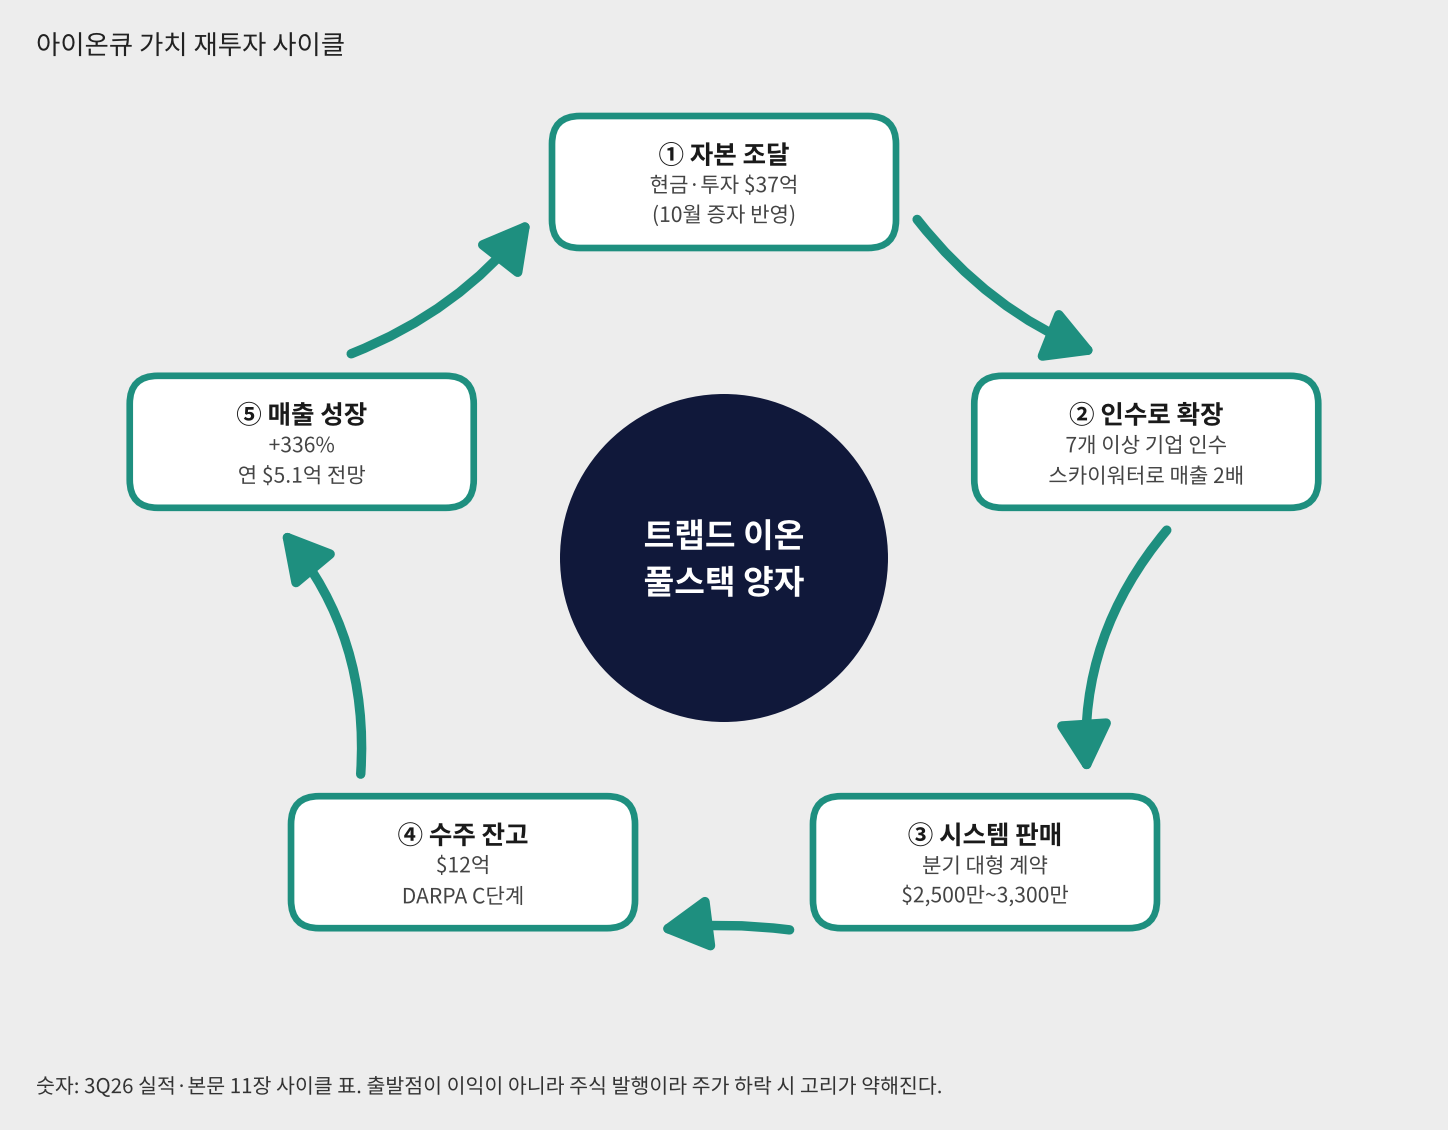 아이온큐 가치 재투자 사이클
① 자본 조달
현금·투자 $37억
(10월 증자 반영)
② 인수로 확장
7개 이상 기업 인수
스카이워터로 매출 2배
③ 시스템 판매
분기 대형 계약
$2,500만~3,300만
④ 수주 잔고
$12억
DARPA C단계
⑤ 매출 성장
+336%
연 $5.1억 전망
트랩드 이온
풀스택 양자
숫자: 3Q26 실적·본문 11장 사이클 표. 출발점이 이익이 아니라 주식 발행이라 주가 하락 시 고리가 약해진다.